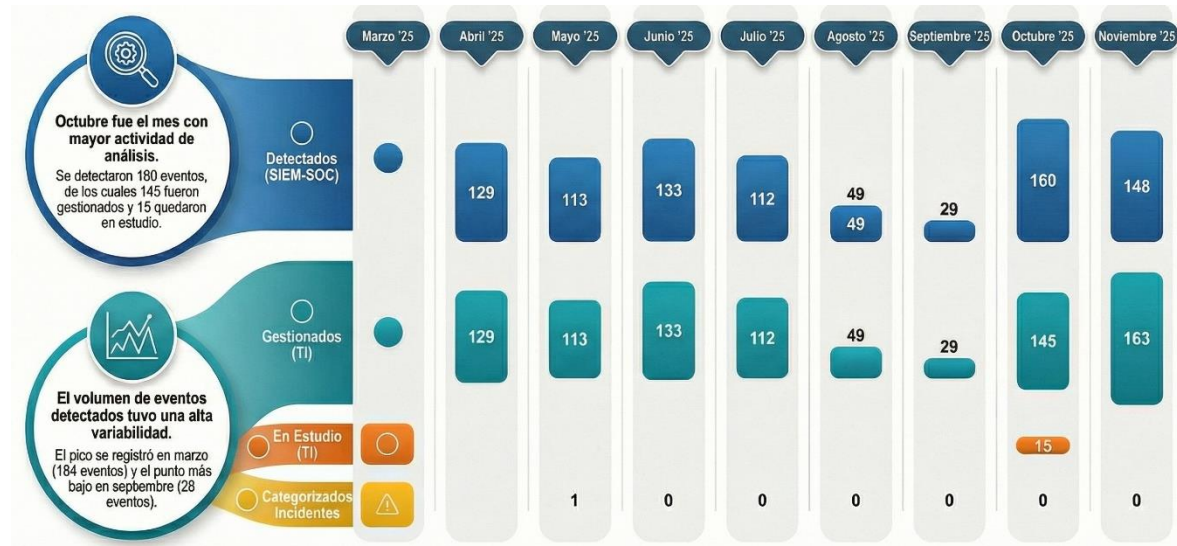 Marzo '25 Abril '25 Mayo '25 Junio '25 Julio '25 Agosto '25 Septiembre '25 Octubre '25 Noviembre '25
Octubre fue el mes con
mayor actividad de
análisis.
Se detectaron 180 eventos,
de los cuales 145 fueron
gestionados y 15 quedaron
en estudio.
Detectados
(SIEM-SOC)
129 113 133 112 49 49 29 160 148
El volumen de eventos
detectados tuvo una alta
variabilidad.
El pico se registró en marzo
(184 eventos) y el punto más
bajo en septiembre (28
eventos).
Gestionados
(TI)
129 113 133 112 49 29 145 163
En Estudio
(TI)
15
Categorizados
Incidentes
1 0 0 0 0 0 0